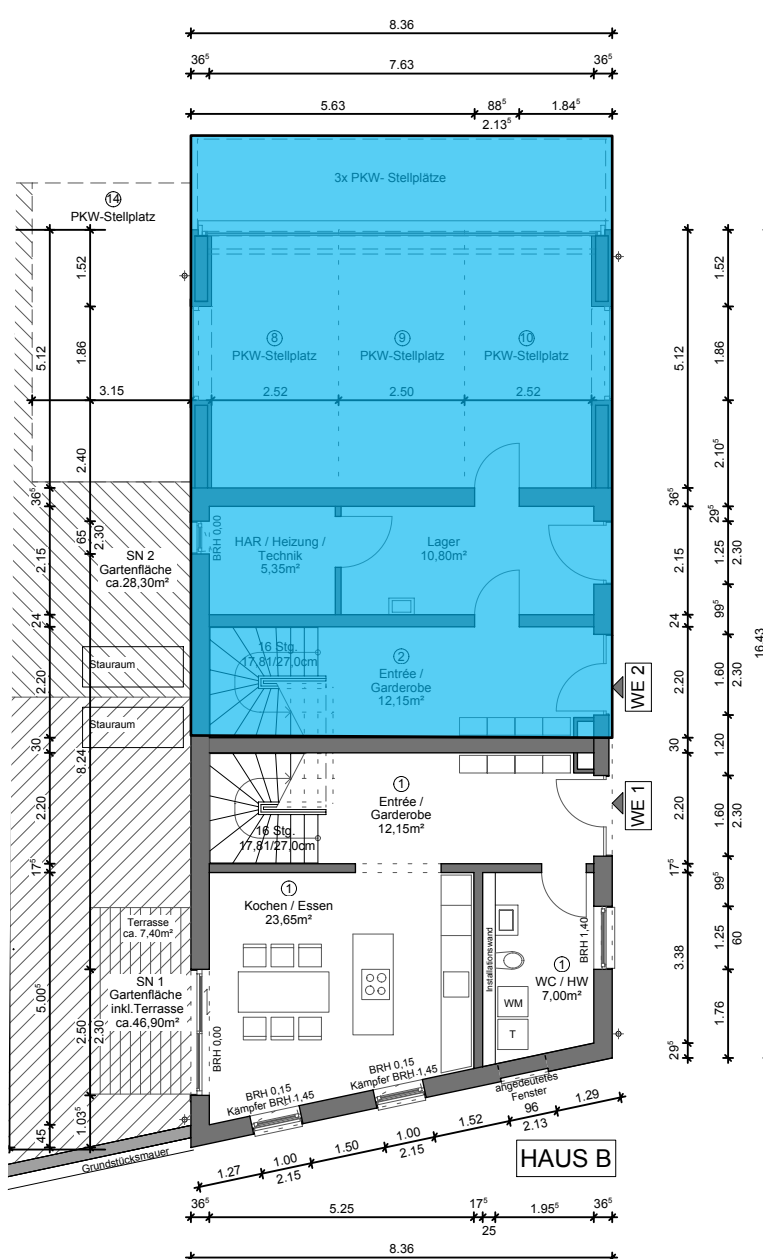 8.36
36⁵
7.63
36⁵
5.63
88⁵
1.84⁵
2.13⁵
3x PKW- Stellplätze
14
PKW-Stellplatz
1.52
1.86
5.12
3.15
2.40
8
PKW-Stellplatz
9
PKW-Stellplatz
10
PKW-Stellplatz
2.52
2.50
2.52
1.52
1.86
5.12
2.10⁵
36⁵
65
2.30
2.15
BRH 0,00
HAR / Heizung /
Technik
5,35m²
Lager
10,80m²
36⁵
29⁵
1.25
2.30
2.15
99⁵
SN 2
Gartenfläche
ca.28,30m²
24
2.20
Stauraum
16 Stg.
17,81/27,0cm
2
Entrée /
Garderobe
12,15m²
24
2.20
1.60
2.30
WE 2
16.43
Stauraum
30
8.24
30
1.20
2.20
1
Entrée /
Garderobe
12,15m²
16 Stg.
17,81/27,0cm
WE 1
2.20
1.60
2.30
17⁵
17⁵
99⁵
1
Kochen / Essen
23,65m²
Terrasse
ca. 7,40m²
SN 1
Gartenfläche
inkl.Terrasse
ca.46,90m²
5.00⁵
2.50
2.30
BRH 0,00
Installationswand
BRH 1,40
1
WC / HW
7,00m²
WM
T
3.38
1.25
60
1.76
29⁵
45
1.03⁵
BRH 0,15
Kämpfer BRH 1,45
BRH 0,15
Kämpfer BRH 1,45
angedeutetes
Fenster
Grundstücksmauer
1.27
1.00
2.15
1.50
1.00
2.15
1.52
96
2.13
1.29
HAUS B
36⁵
5.25
17⁵
25
1.95⁵
36⁵
8.36